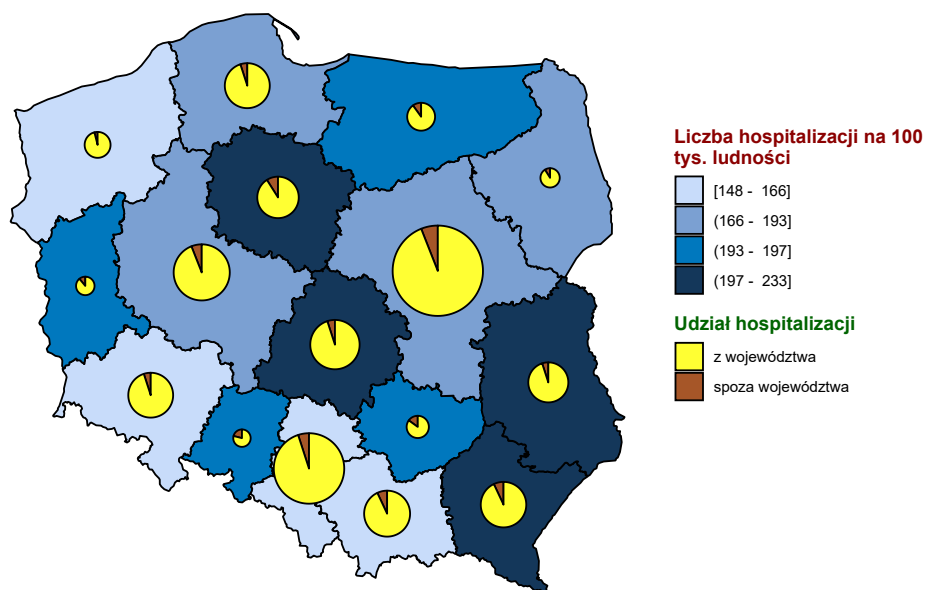 Liczba hospitalizacji na 100
tys. ludności
[148 - 166]
(166 - 193]
(193 - 197]
(197 - 233]
Udział hospitalizacji
z województwa
spoza województwa